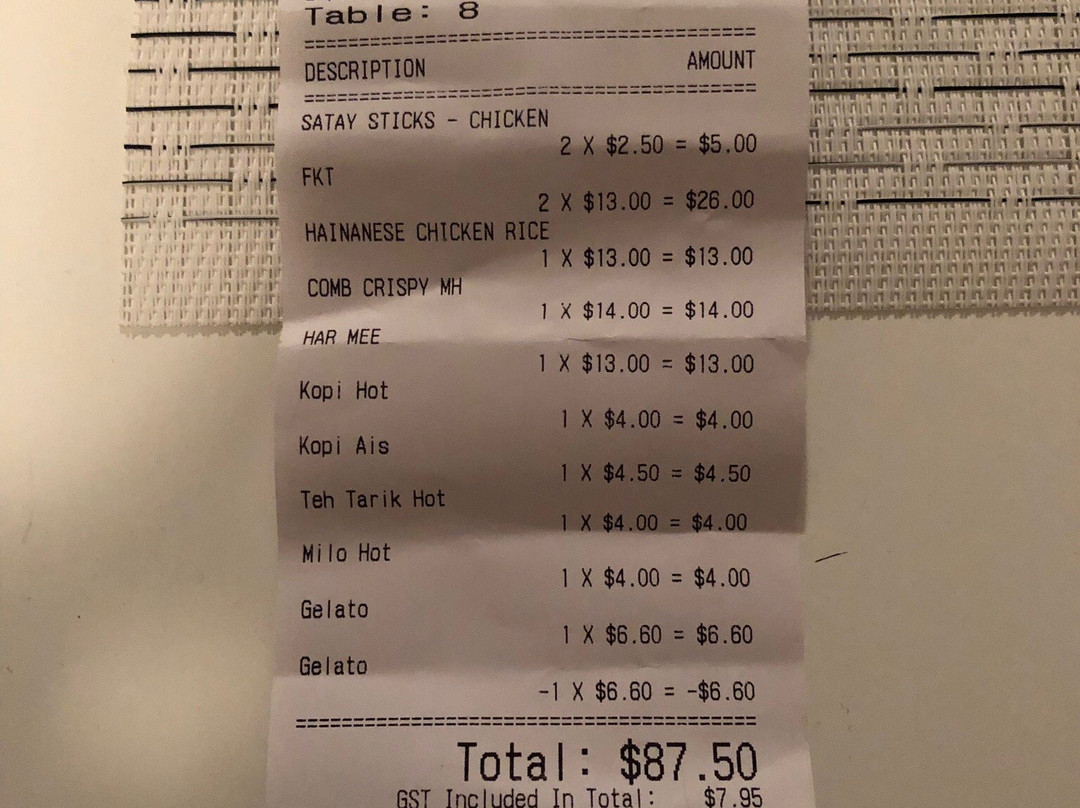 Table: 8
================================================
DESCRIPTION AMOUNT
================================================
SATAY STICKS - CHICKEN
2 X $2.50 = $5.00
FKT
2 X $13.00 = $26.00
HAINANESE CHICKEN RICE
1 X $13.00 = $13.00
COMB CRISPY MH
1 X $14.00 = $14.00
HAR MEE
1 X $13.00 = $13.00
Kopi Hot
1 X $4.00 = $4.00
Kopi Ais
1 X $4.50 = $4.50
Teh Tarik Hot
1 X $4.00 = $4.00
Milo Hot
1 X $4.00 = $4.00
Gelato
1 X $6.60 = $6.60
Gelato
-1 X $6.60 = -$6.60
================================================
Total: $87.50
GST Included In Total: $7.95